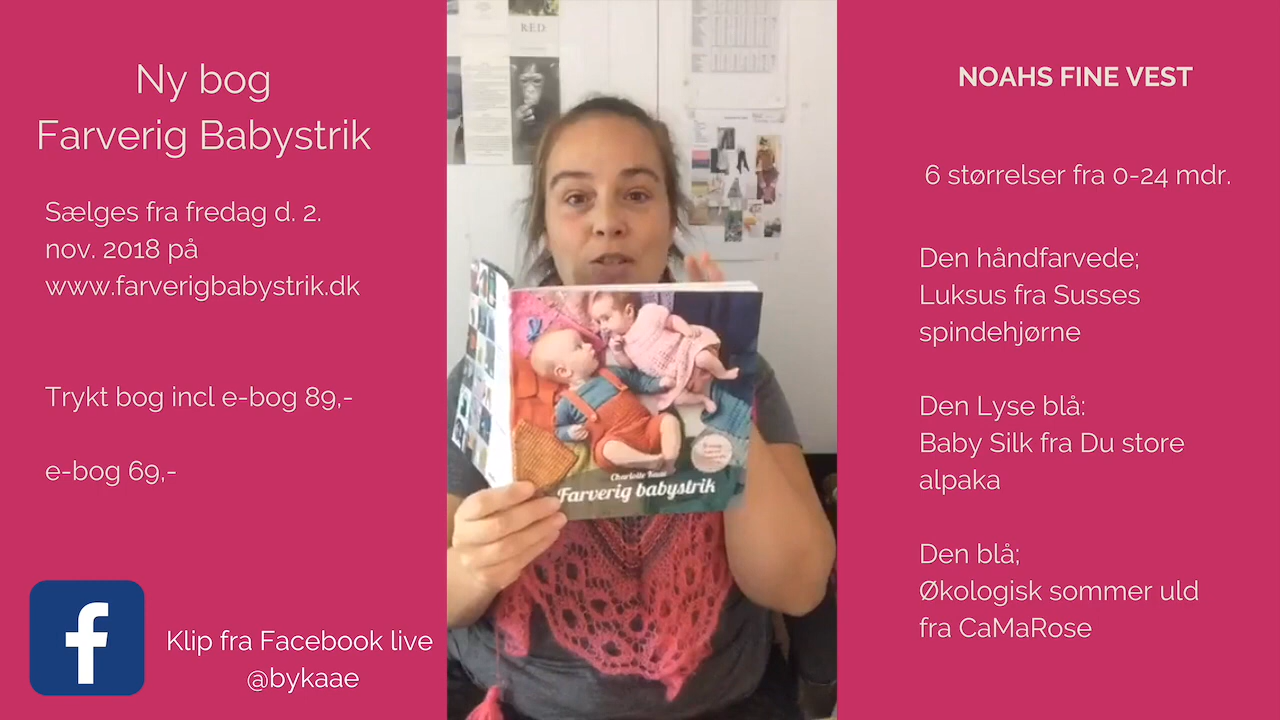 Ny bog
Farverig Babystrik
Sælges fra fredag d. 2.
nov. 2018 på
www.farverigbabystrik.dk
Trykt bog incl e-bog 89,-
e-bog 69,-
Klip fra Facebook live
@bykaae
RED
Charlotte Kaae
Farverig babystrik
NOAHS FINE VEST
6 størrelser fra 0-24 mdr.
Den håndfarvede;
Luksus fra Susses
spindehjørne
Den Lyse blå:
Baby Silk fra Du store
alpaka
Den blå;
Økologisk sommer uld
fra CaMaRose